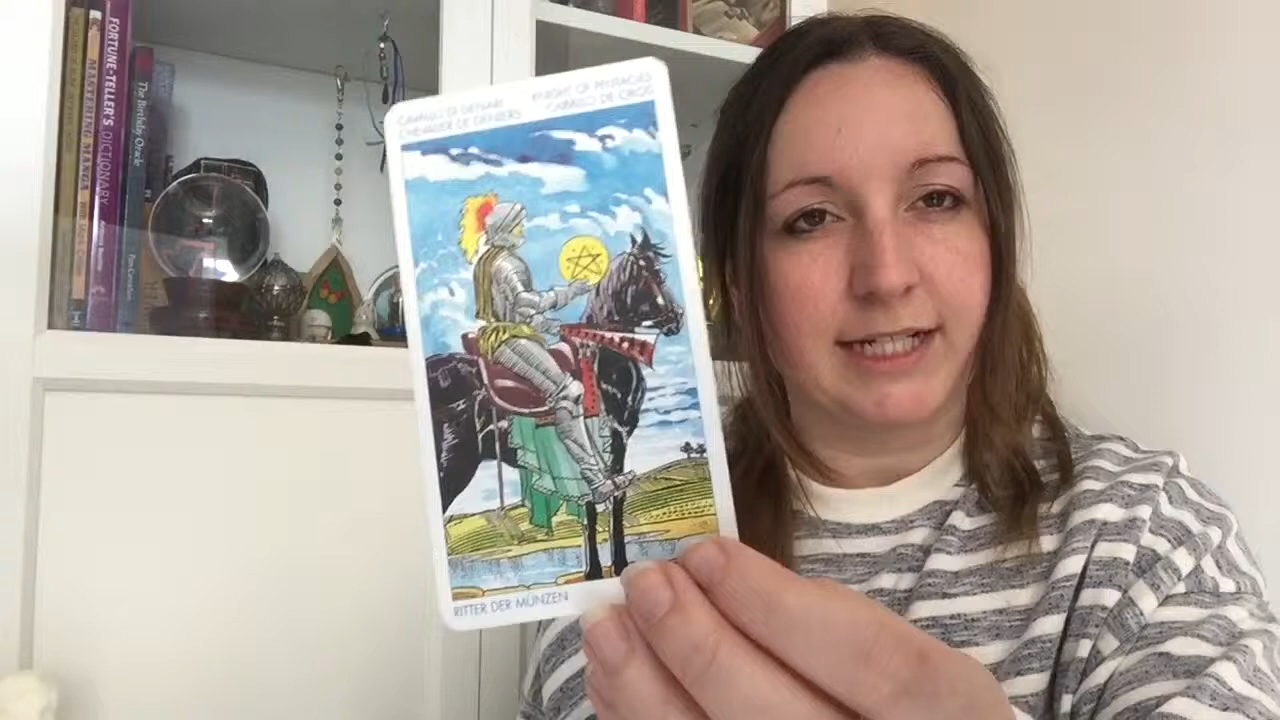 FORTUNE-TELLER'S DICTIONARY
MASTERING MANGA
The Birthday Oracle
CAVALLO DI DENARI
CHEVALIER DE DENIERS
KNIGHT OF PENTACLES
CABALLO DE OROS
RITTER DER MÜNZEN